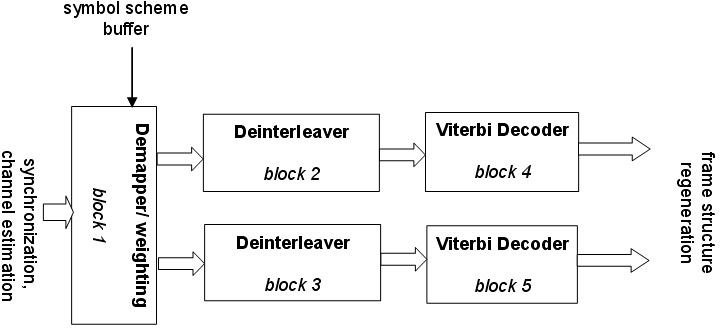 symbol scheme
buffer
synchronization,
channel estimation
Demapper/ weighting
block 1
Deinterleaver
block 2
Viterbi Decoder
block 4
Deinterleaver
block 3
Viterbi Decoder
block 5
frame structure
regeneration